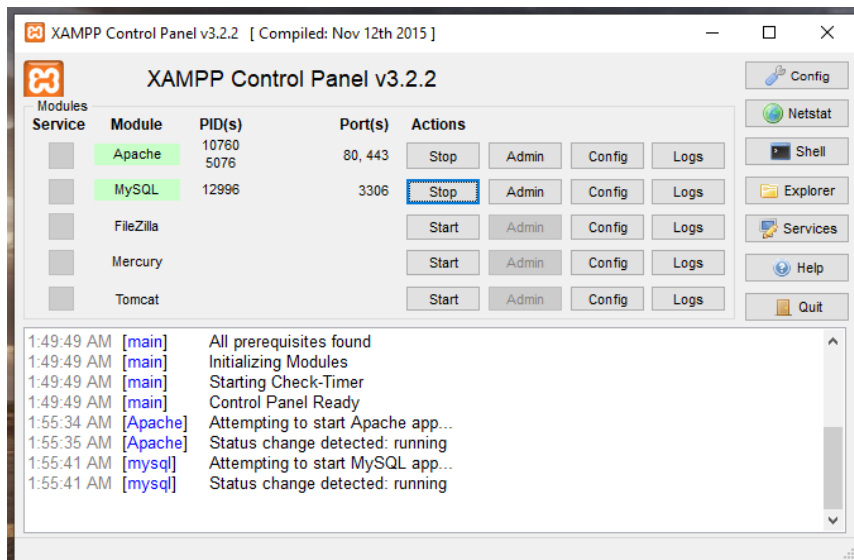 XAMPP Control Panel v3.2.2 [ Compiled: Nov 12th 2015 ]
XAMPP Control Panel v3.2.2
Config
Modules
Service Module PID(s) Port(s) Actions
Netstat
Apache 10760 5076 80, 443 Stop Admin Config Logs
Shell
MySQL 12996 3306 Stop Admin Config Logs
Explorer
FileZilla Start Admin Config Logs
Services
Mercury Start Admin Config Logs
Help
Tomcat Start Admin Config Logs
Quit
1:49:49 AM [main] All prerequisites found
1:49:49 AM [main] Initializing Modules
1:49:49 AM [main] Starting Check-Timer
1:49:49 AM [main] Control Panel Ready
1:55:34 AM [Apache] Attempting to start Apache app...
1:55:35 AM [Apache] Status change detected: running
1:55:41 AM [mysql] Attempting to start MySQL app...
1:55:41 AM [mysql] Status change detected: running